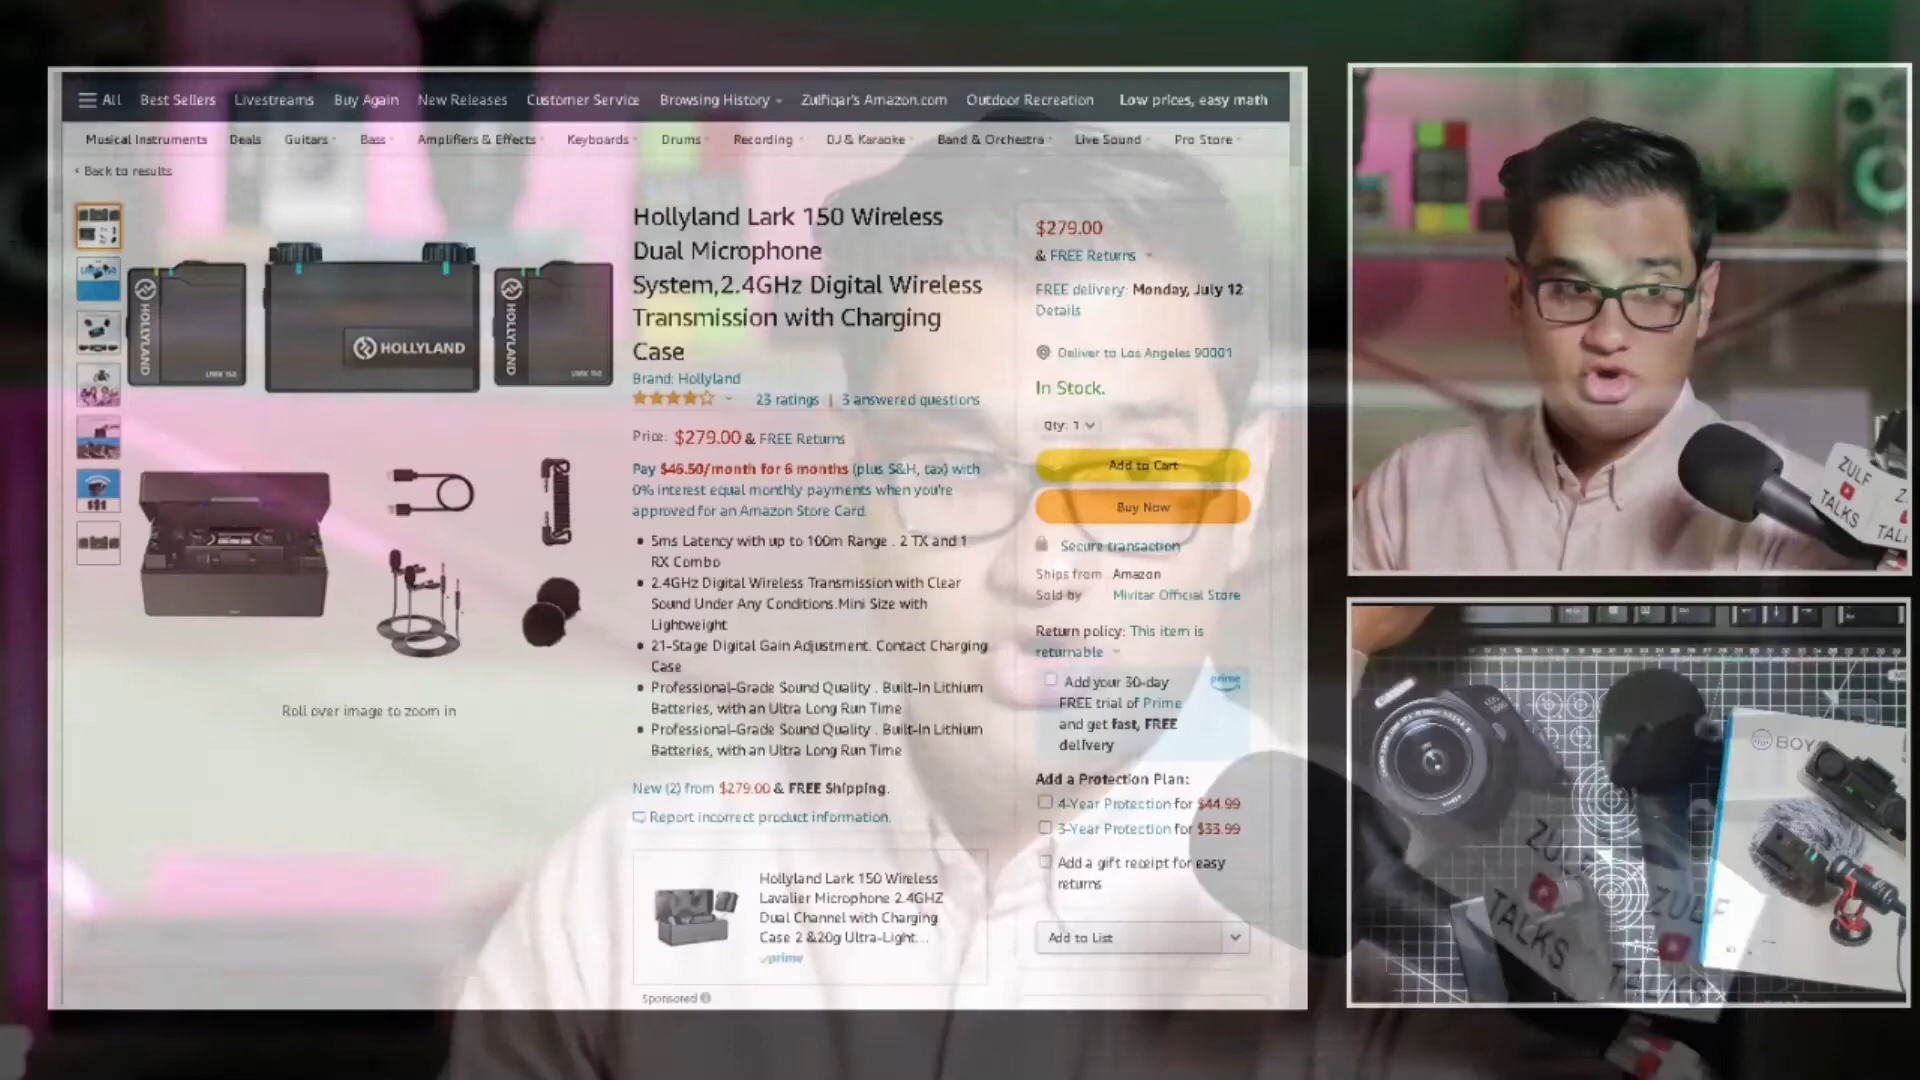 All Best Sellers Livestreams Buy Again New Releases Customer Service Browsing History Zulfiqar's Amazon.com Outdoor Recreation Low prices, easy math
Musical Instruments Deals Guitars Bass Amplifiers & Effects Keyboards Drums Recording DJ & Karaoke Band & Orchestra Live Sound Pro Store
‹ Back to results
Hollyland Lark 150 Wireless
Dual Microphone
System,2.4GHz Digital Wireless
Transmission with Charging
Case
Brand: Hollyland
23 ratings | 3 answered questions
Price: $279.00 & FREE Returns
Pay $46.50/month for 6 months (plus S&H, tax) with
0% interest equal monthly payments when you're
approved for an Amazon Store Card.
• 5ms Latency with up to 100m Range . 2 TX and 1
RX Combo
• 2.4GHz Digital Wireless Transmission with Clear
Sound Under Any Conditions.Mini Size with
Lightweight
• 21-Stage Digital Gain Adjustment. Contact Charging
Case
• Professional-Grade Sound Quality . Built-In Lithium
Batteries, with an Ultra Long Run Time
• Professional-Grade Sound Quality . Built-In Lithium
Batteries, with an Ultra Long Run Time
New (2) from $279.00 & FREE Shipping.
Report incorrect product information.
Hollyland Lark 150 Wireless
Lavalier Microphone 2.4GHZ
Dual Channel with Charging
Case 2 &20g Ultra-Light...
prime
Sponsored
HOLLYLAND
LARK 150
HOLLYLAND
HOLLYLAND
LARK 150
Roll over image to zoom in
$279.00
& FREE Returns
FREE delivery: Monday, July 12
Details
Deliver to Los Angeles 90001
In Stock.
Qty: 1
Add to Cart
Buy Now
Secure transaction
Ships from Amazon
Sold by Mivitar Official Store
Return policy: This item is
returnable
Add your 30-day
FREE trial of Prime
and get fast, FREE
delivery
prime
Add a Protection Plan:
4-Year Protection for $44.99
3-Year Protection for $33.99
Add a gift receipt for easy
returns
Add to List
ZULF
TALKS
Z
TAL
BOY
ZULF
TALKS
ZULF
TALKS